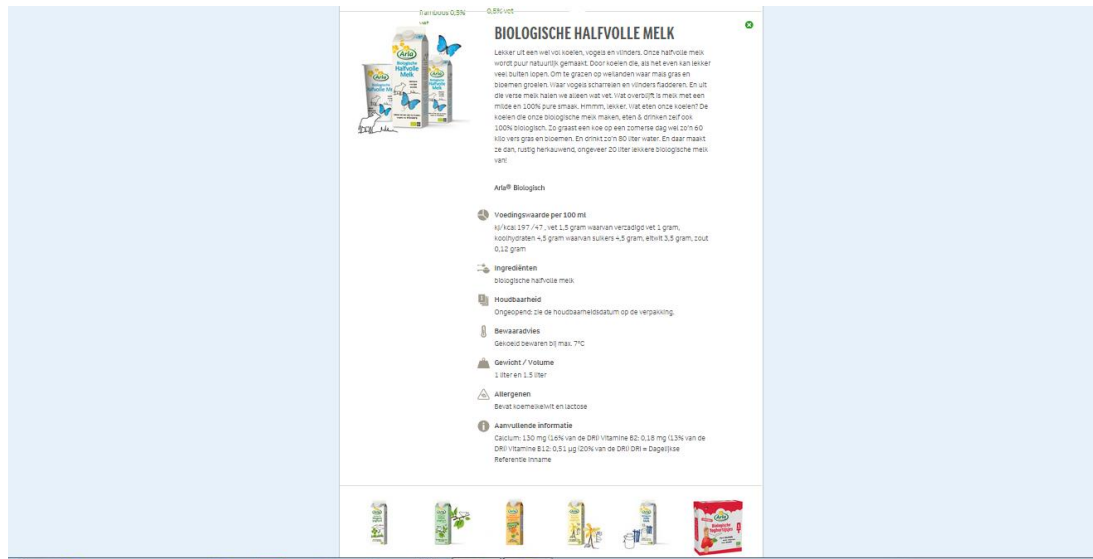 Framboos 0,5%
vet
0,5% vet
BIOLOGISCHE HALFVOLLE MELK
Lekker uit een wei vol koeien, vogels en vlinders. Onze halfvolle melk
wordt puur natuurlijk gemaakt. Door koeien die, als het even kan lekker
veel buiten lopen. Om te grazen op weilanden waar mals gras en
bloemen groeien. Waar vogels scharrelen en vlinders fladderen. En uit
die verse melk halen we alleen wat vet. Wat overblijft is melk met een
milde en 100% pure smaak. Hmmm, lekker. Wat eten onze koeien? De
koeien die onze biologische melk maken, eten & drinken zelf ook
100% biologisch. Zo graast een koe op een zomerse dag wel zo'n 60
kilo vers gras en bloemen. En drinkt zo'n 80 liter water. En daar maakt
ze dan, rustig herkauwend, ongeveer 20 liter lekkere biologische melk
van!
Arla® Biologisch
Voedingswaarde per 100 ml
kj/kcal 197 /47 , vet 1,5 gram waarvan verzadigd vet 1 gram,
koolhydraten 4,5 gram waarvan suikers 4,5 gram, eitwit 3,5 gram, zout
0,12 gram
Ingrediënten
biologische halfvolle melk
Houdbaarheid
Ongeopend: zie de houdbaarheidsdatum op de verpakking.
Bewaaradvies
Gekoeld bewaren bij max. 7°C
Gewicht / Volume
1 liter en 1.5 liter
Allergenen
Bevat koemelkeiwit en lactose
Aanvullende informatie
Calcium: 130 mg (16% van de DRI) Vitamine B2: 0,18 mg (13% van de
DRI) Vitamine B12: 0,51 µg (20% van de DRI) DRI = Dagelijkse
Referentie Inname
Arla
Biologische
Halfvolle
Melk
Arla
Arla